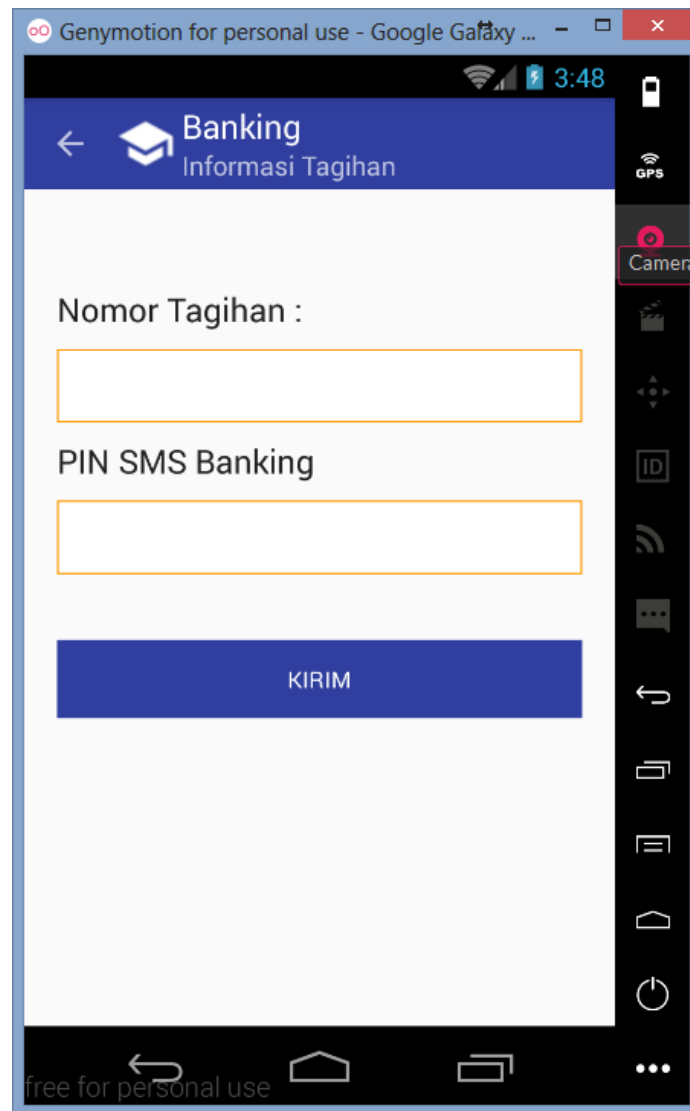 Genymotion for personal use - Google Galaxy ...
3:48
Banking
Informasi Tagihan
GPS
Camera
Nomor Tagihan :
PIN SMS Banking
ID
KIRIM
free for personal use